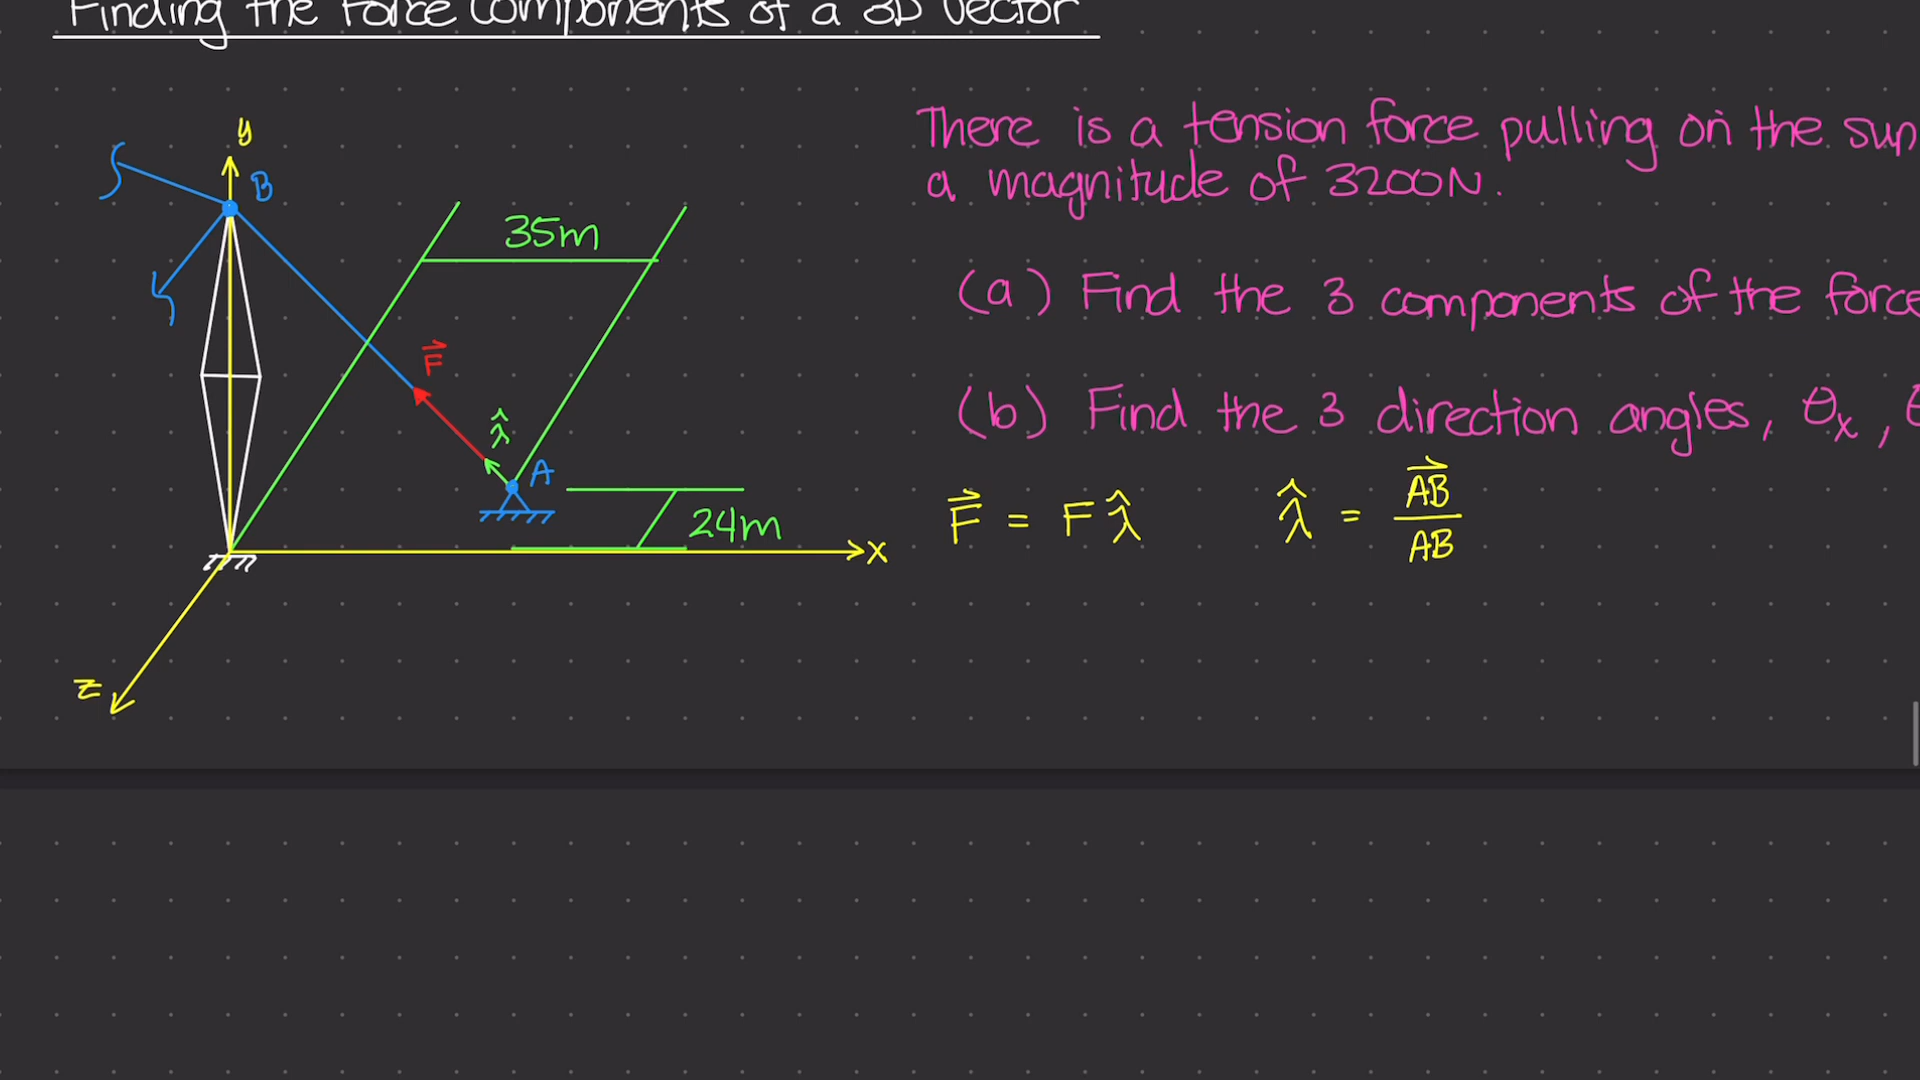 Finding the Force Components of a 3D Vector
There is a tension force pulling on the sup
a magnitude of 3200N.
(a) Find the 3 components of the force
(b) Find the 3 direction angles, θx, θ
y
B
35m
F⃗
λ̂
A
24m
x
z
F⃗ = Fλ̂
λ̂ = A⃗B⃗ / AB